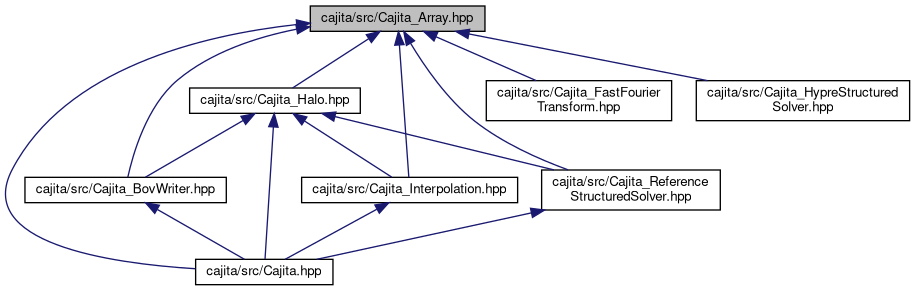 cajita/src/Cajita_Array.hpp
cajita/src/Cajita_Halo.hpp
cajita/src/Cajita_FastFourier
Transform.hpp
cajita/src/Cajita_HypreStructured
Solver.hpp
cajita/src/Cajita_BovWriter.hpp
cajita/src/Cajita_Interpolation.hpp
cajita/src/Cajita_Reference
StructuredSolver.hpp
cajita/src/Cajita.hpp